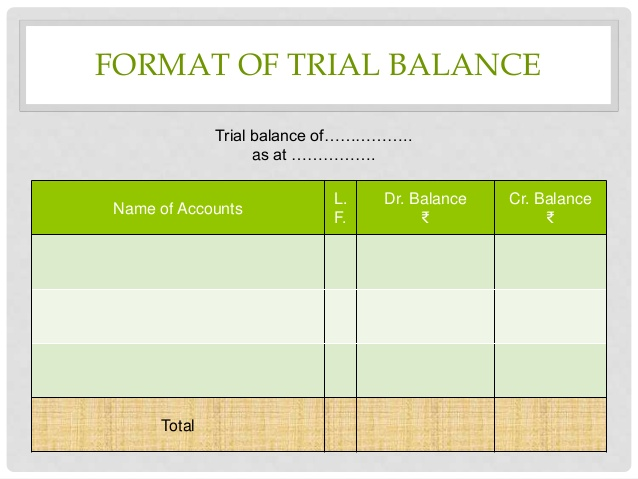 FORMAT OF TRIAL BALANCE
Trial balance of……………..
as at …………….
Name of Accounts
L.
F.
Dr. Balance
₹
Cr. Balance
₹
Total